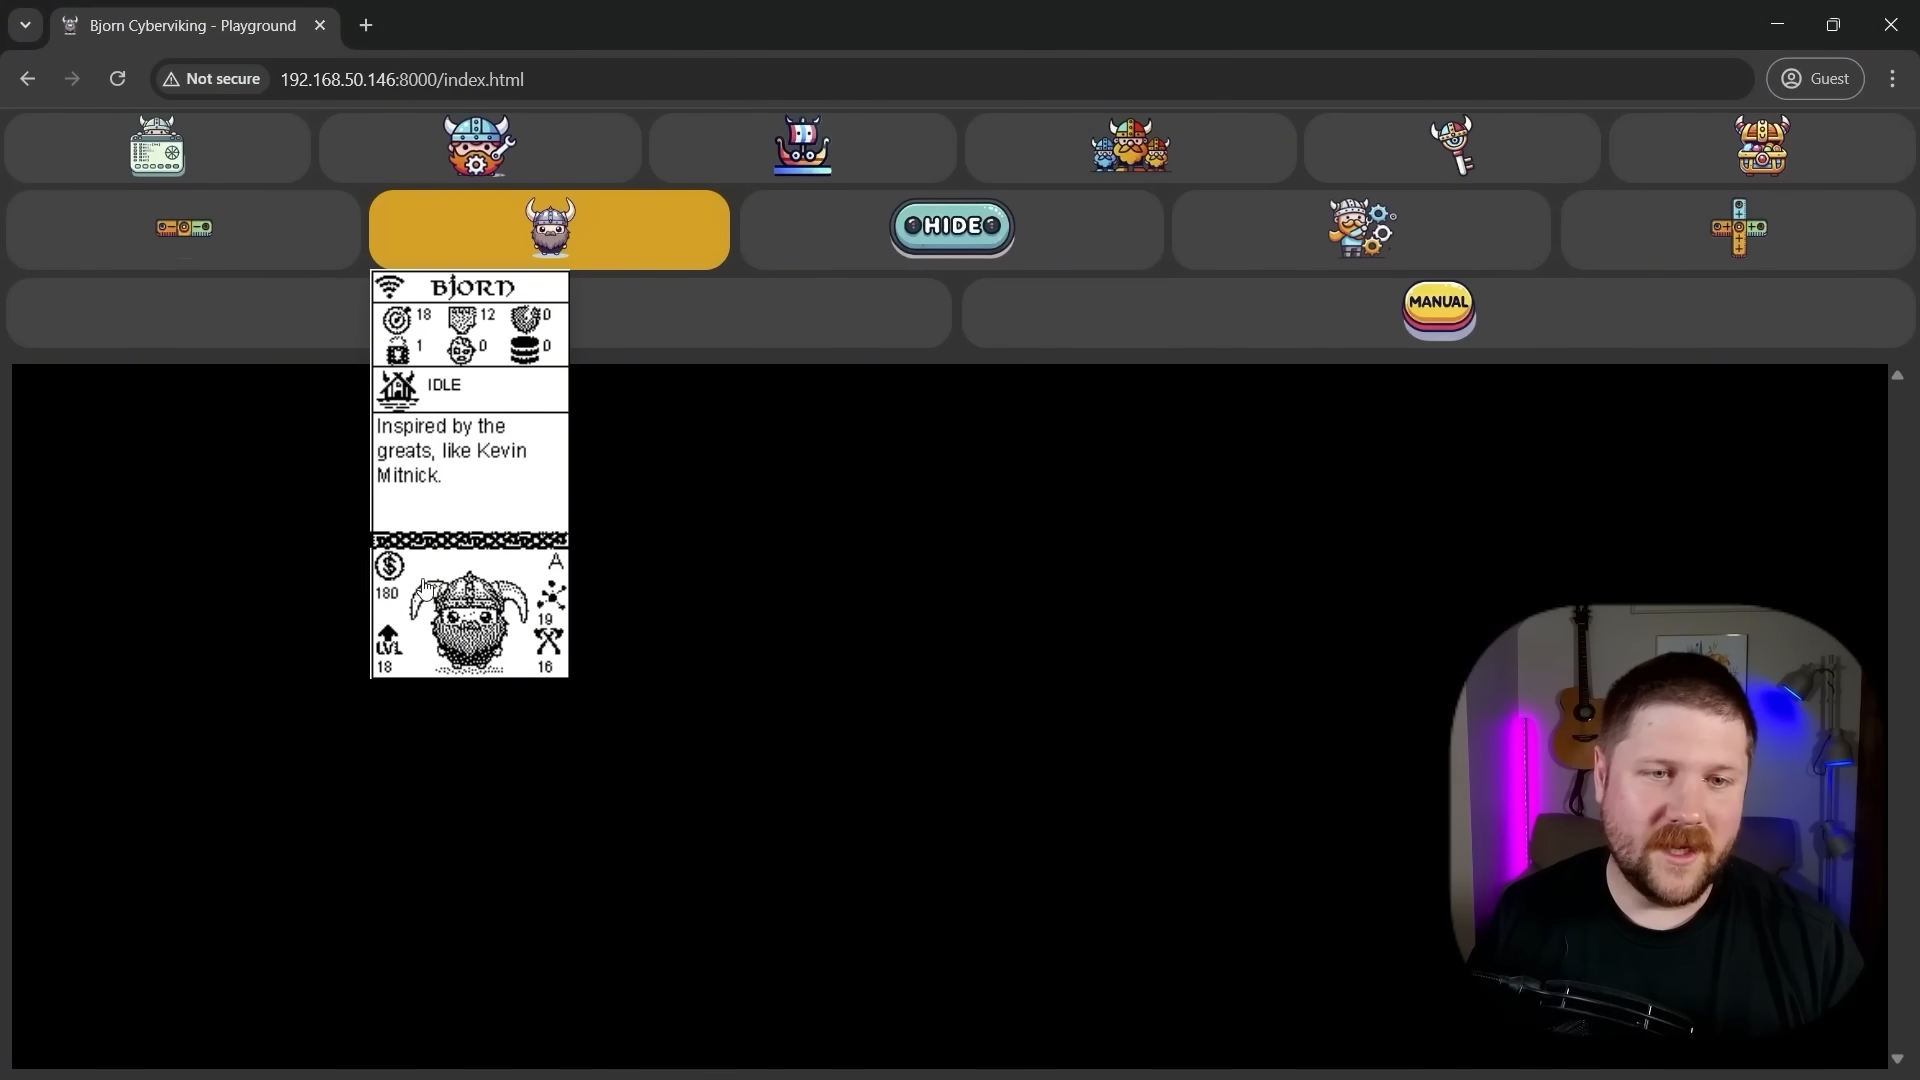 Bjorn Cyberviking - Playground
Not secure
192.168.50.146:8000/index.html
Guest
HIDE
MANUAL
BJORN
18
12
0
1
0
0
IDLE
Inspired by the
greats, like Kevin
Mitnick.
$
A
180
19
LVL
18
16